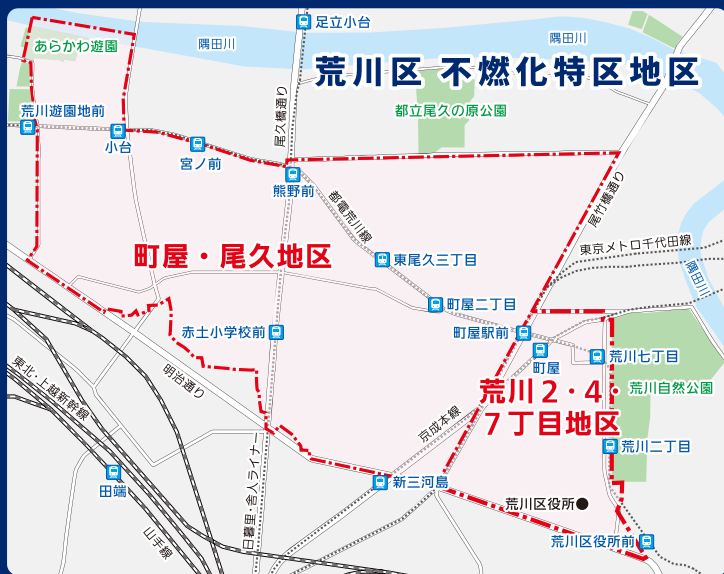 足立小台
隅田川
隅田川
あらかわ遊園
荒川区 不燃化特区地区
尾久橋通り
都立尾久の原公園
荒川遊園地前
小台
宮ノ前
熊野前
尾竹橋通り
都電荒川線
東京メトロ千代田線
町屋・尾久地区
東尾久三丁目
隅田川
町屋二丁目
赤土小学校前
町屋駅前
町屋
荒川七丁目
明治通り
東北・上越新幹線
荒川2・4・
7丁目地区
荒川自然公園
京成本線
荒川二丁目
日暮里・舎人ライナー
田端
新三河島
荒川区役所
山手線
荒川区役所前